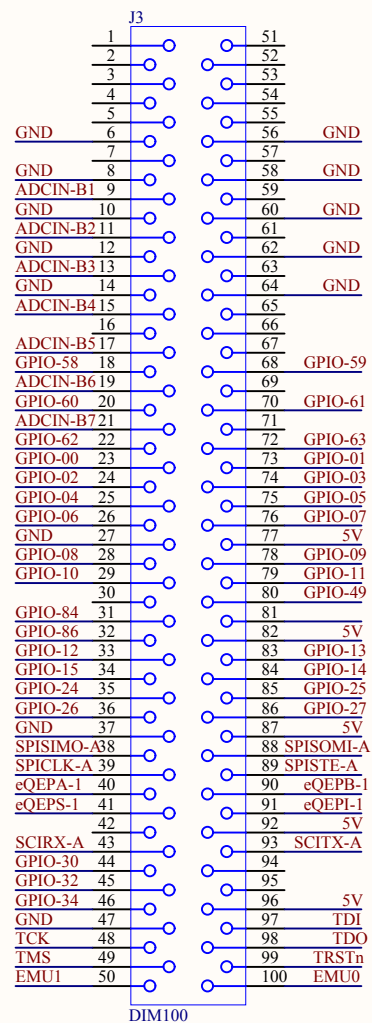 J3
1 51
2 52
3 53
4 54
5 55
GND 6 56 GND
7 57
GND 8 58 GND
ADCIN-B1 9 59
GND 10 60 GND
ADCIN-B2 11 61
GND 12 62 GND
ADCIN-B3 13 63
GND 14 64 GND
ADCIN-B4 15 65
16 66
ADCIN-B5 17 67
GPIO-58 18 68 GPIO-59
ADCIN-B6 19 69
GPIO-60 20 70 GPIO-61
ADCIN-B7 21 71
GPIO-62 22 72 GPIO-63
GPIO-00 23 73 GPIO-01
GPIO-02 24 74 GPIO-03
GPIO-04 25 75 GPIO-05
GPIO-06 26 76 GPIO-07
GND 27 77 5V
GPIO-08 28 78 GPIO-09
GPIO-10 29 79 GPIO-11
30 80 GPIO-49
GPIO-84 31 81
GPIO-86 32 82 5V
GPIO-12 33 83 GPIO-13
GPIO-15 34 84 GPIO-14
GPIO-24 35 85 GPIO-25
GPIO-26 36 86 GPIO-27
GND 37 87 5V
SPISIMO-A 38 88 SPISOMI-A
SPICLK-A 39 89 SPISTE-A
eQEPA-1 40 90 eQEPB-1
eQEPS-1 41 91 eQEPI-1
42 92 5V
SCIRX-A 43 93 SCITX-A
GPIO-30 44 94
GPIO-32 45 95
GPIO-34 46 96 5V
GND 47 97 TDI
TCK 48 98 TDO
TMS 49 99 TRSTn
EMU1 50 100 EMU0
DIM100